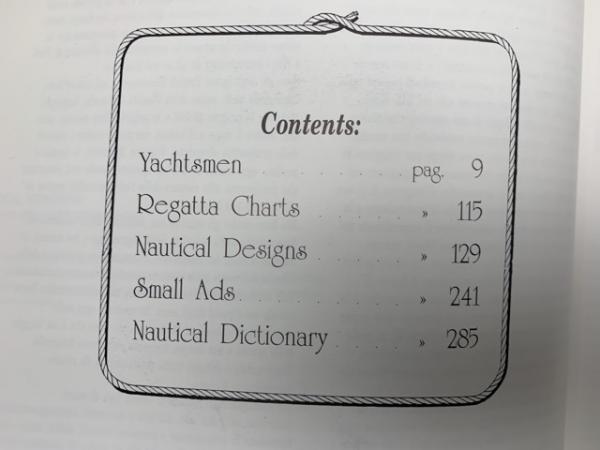 Contents:
Yachtsmen . . . . . . . . pag. 9
Regatta Charts . . . . . » 115
Nautical Designs . . . . . » 129
Small Ads . . . . . . . . . » 241
Nautical Dictionary . . . . » 285